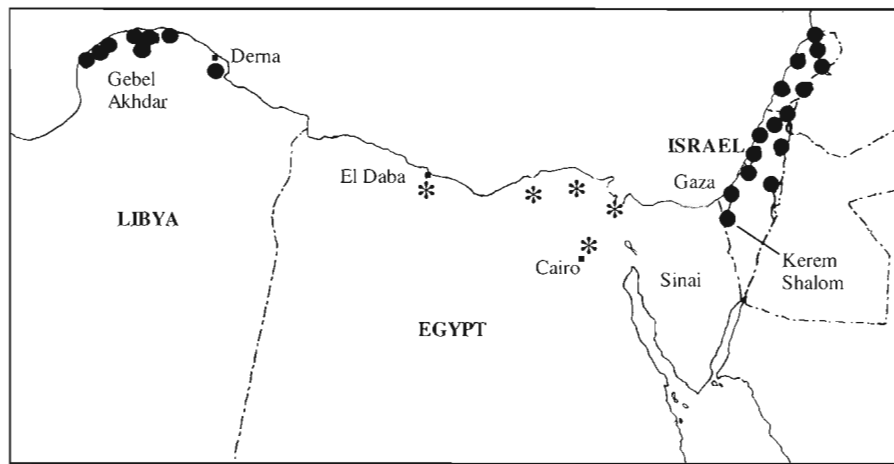 Derna
Gebel
Akhdar
ISRAEL
El Daba
Gaza
LIBYA
Cairo
Sinai
Kerem
Shalom
EGYPT